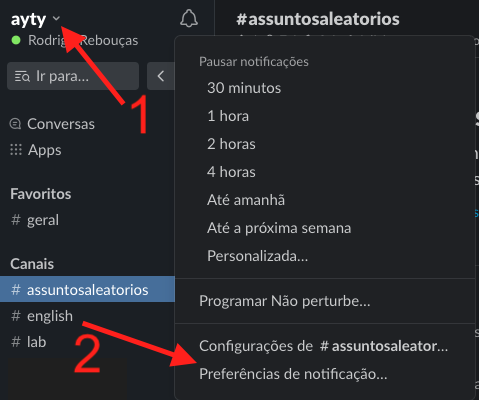 ayty
Rodrigo Rebouças
Ir para...
Conversas
Apps
Favoritos
# geral
Canais
# assuntosaleatorios
# english
# lab
1
2
#assuntosaleatorios
Pausar notificações
30 minutos
1 hora
2 horas
4 horas
Até amanhã
Até a próxima semana
Personalizada...
Programar Não perturbe...
Configurações de # assuntosaleator...
Preferências de notificação...